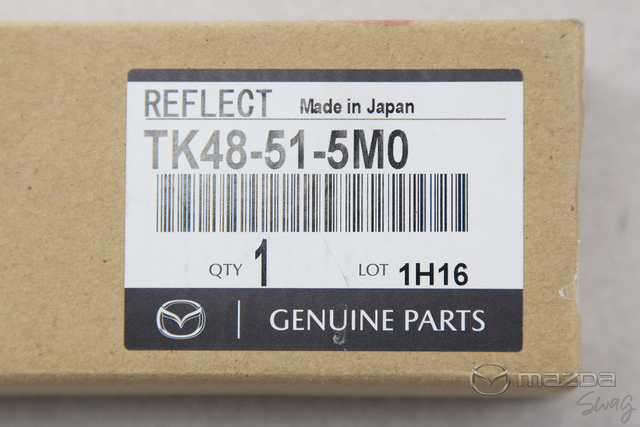 REFLECT Made in Japan
TK48-51-5M0
QTY 1 LOT 1H16
GENUINE PARTS
mazda
Swag